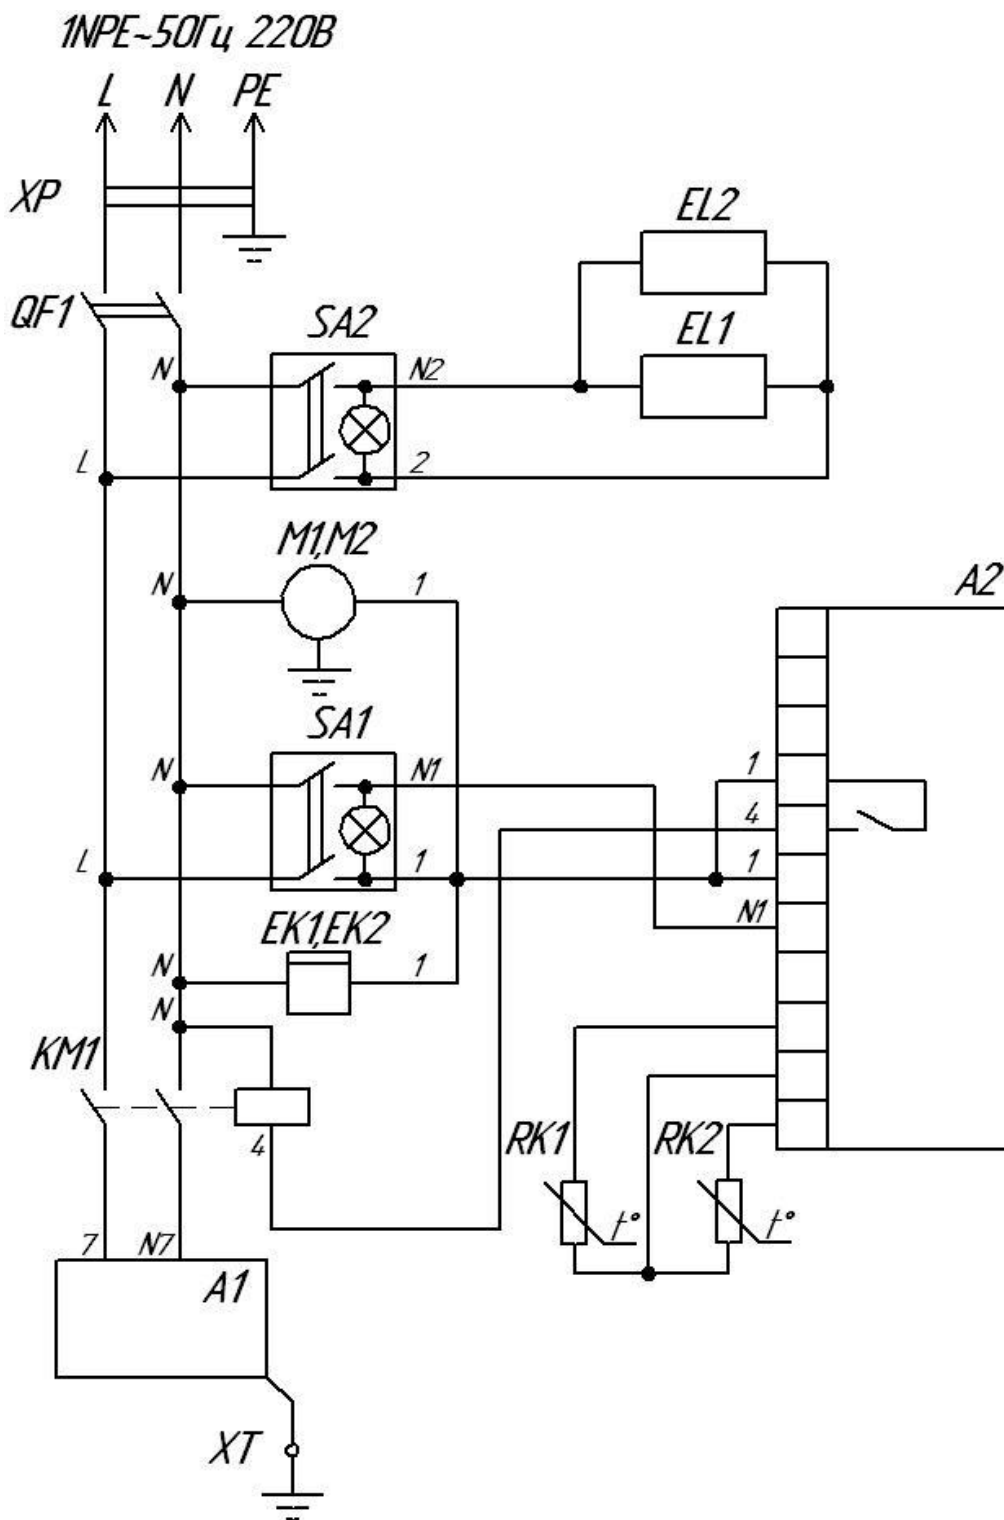 1NPE~50Гц 220В
L N PE
XP
EL2
QF1
SA2
EL1
N
N2
L
2
M1,M2
N
1
A2
SA1
N
N1
1
4
L
1
1
N1
EK1,EK2
N
1
N
KM1
4
RK1
RK2
t°
t°
7
N7
A1
XT